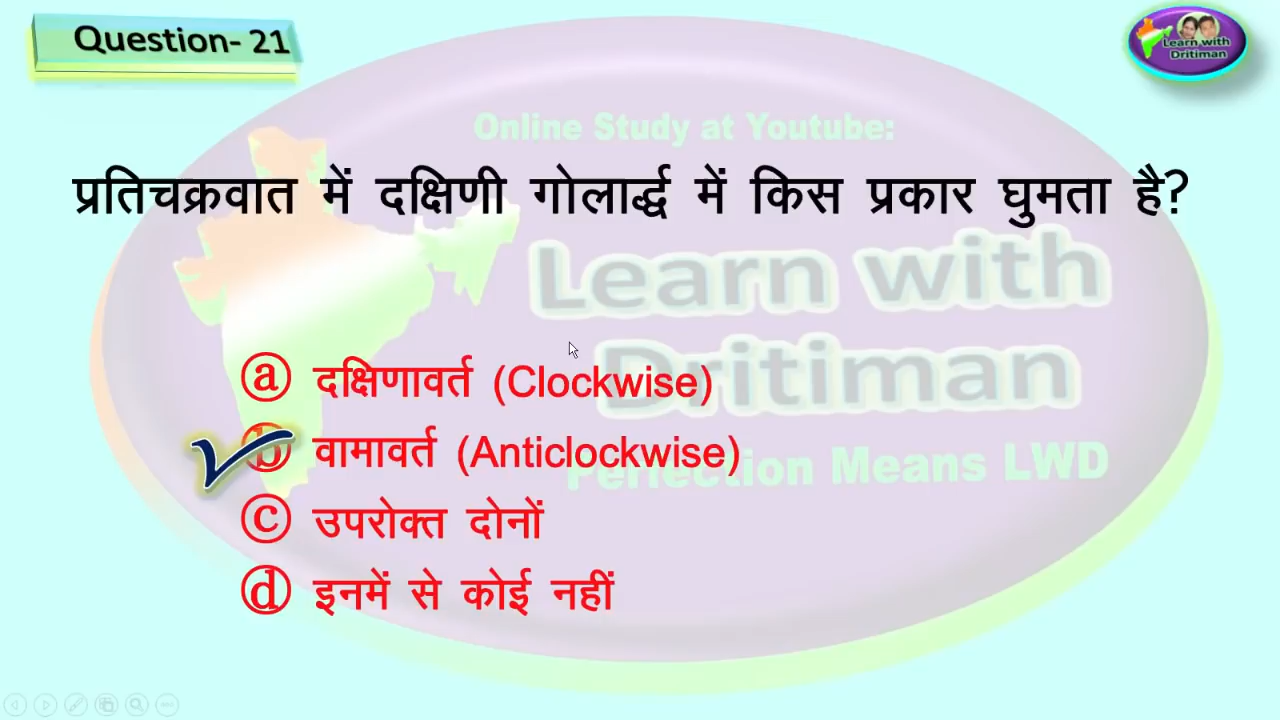 Question- 21
Learn with
Dritiman
Online Study at Youtube:
प्रतिचक्रवात में दक्षिणी गोलार्द्ध में किस प्रकार घुमता है?
Learn with
Dritiman
ⓐ दक्षिणावर्त (Clockwise)
ⓑ वामावर्त (Anticlockwise)
Perfection Means LWD
ⓒ उपरोक्त दोनों
ⓓ इनमें से कोई नहीं